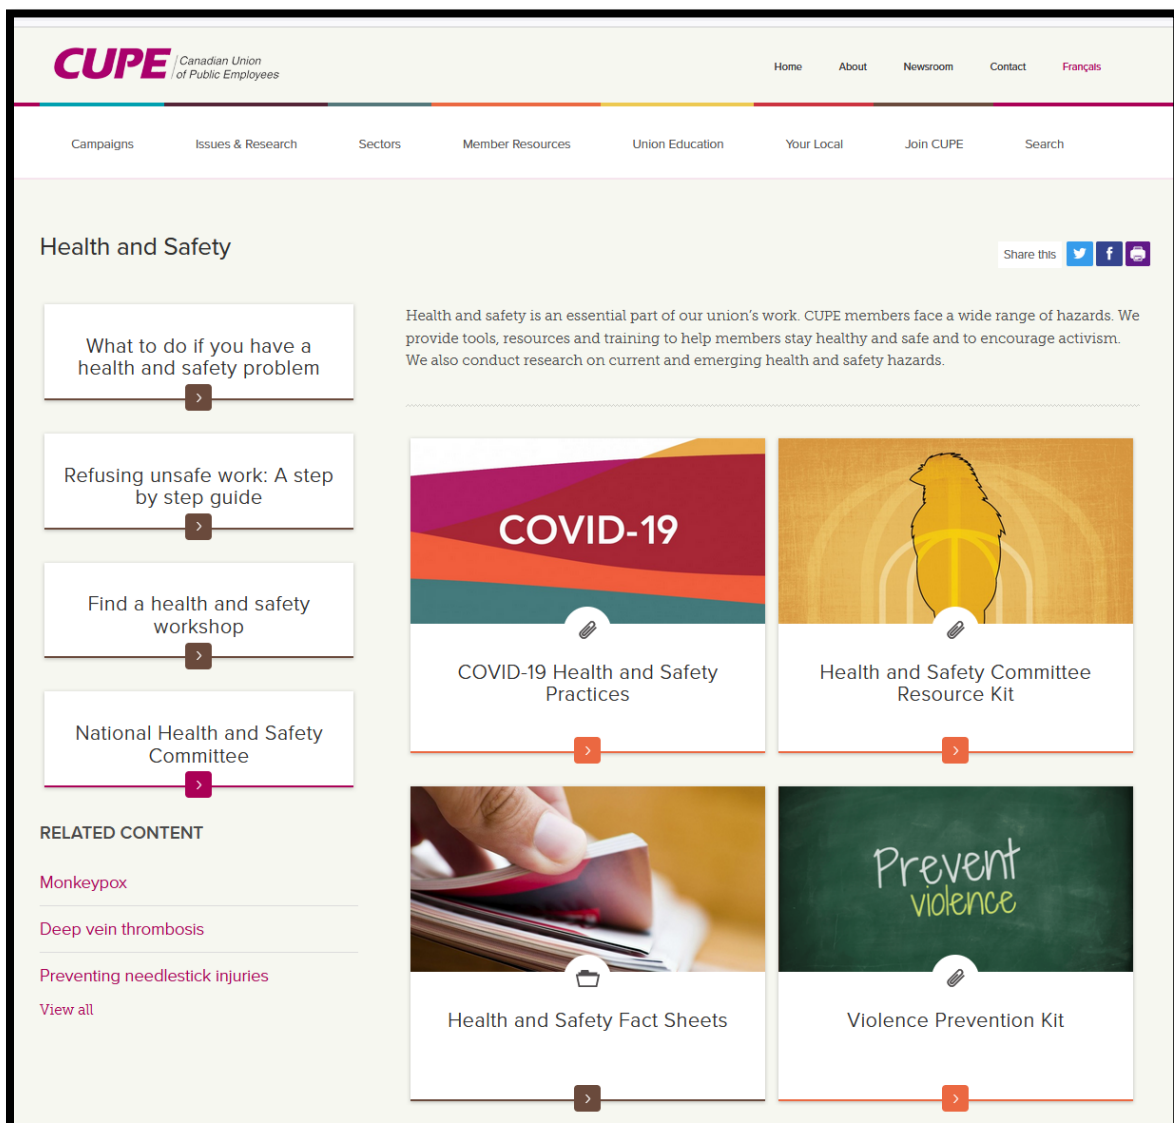 CUPE Canadian Union
of Public Employees
Home About Newsroom Contact Français
Campaigns Issues & Research Sectors Member Resources Union Education Your Local Join CUPE Search
Health and Safety
Share this
What to do if you have a
health and safety problem
Refusing unsafe work: A step
by step guide
Find a health and safety
workshop
National Health and Safety
Committee
RELATED CONTENT
Monkeypox
Deep vein thrombosis
Preventing needlestick injuries
View all
Health and safety is an essential part of our union’s work. CUPE members face a wide range of hazards. We
provide tools, resources and training to help members stay healthy and safe and to encourage activism.
We also conduct research on current and emerging health and safety hazards.
COVID-19
COVID-19 Health and Safety
Practices
Health and Safety Committee
Resource Kit
Health and Safety Fact Sheets
Prevent
violence
Violence Prevention Kit